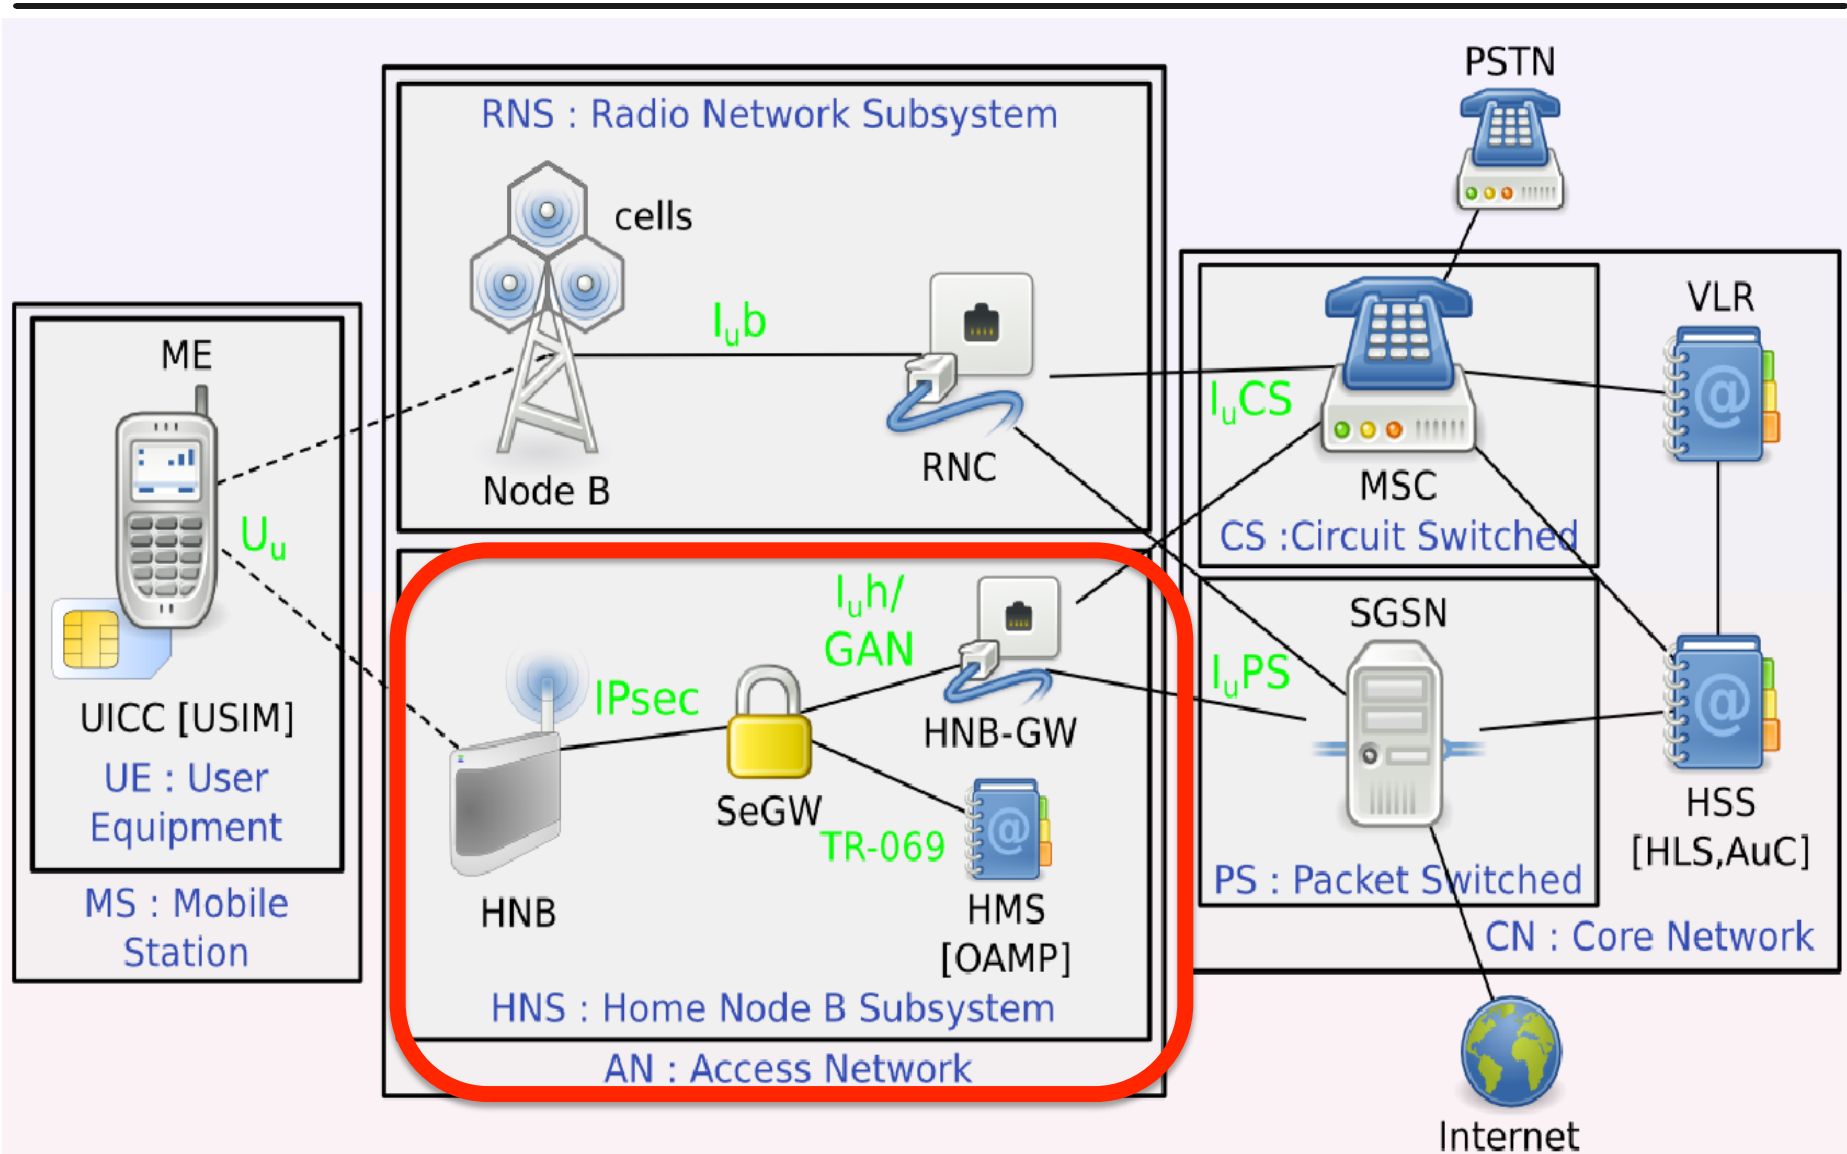 PSTN
RNS : Radio Network Subsystem
cells
Iub
Node B
RNC
ME
Uu
UICC [USIM]
UE : User
Equipment
MS : Mobile
Station
IuCS
MSC
CS :Circuit Switched
VLR
Iuh/
GAN
IPsec
HNB-GW
SeGW
TR-069
HNB
HMS
[OAMP]
HNS : Home Node B Subsystem
AN : Access Network
SGSN
IuPS
PS : Packet Switched
HSS
[HLS,AuC]
CN : Core Network
Internet